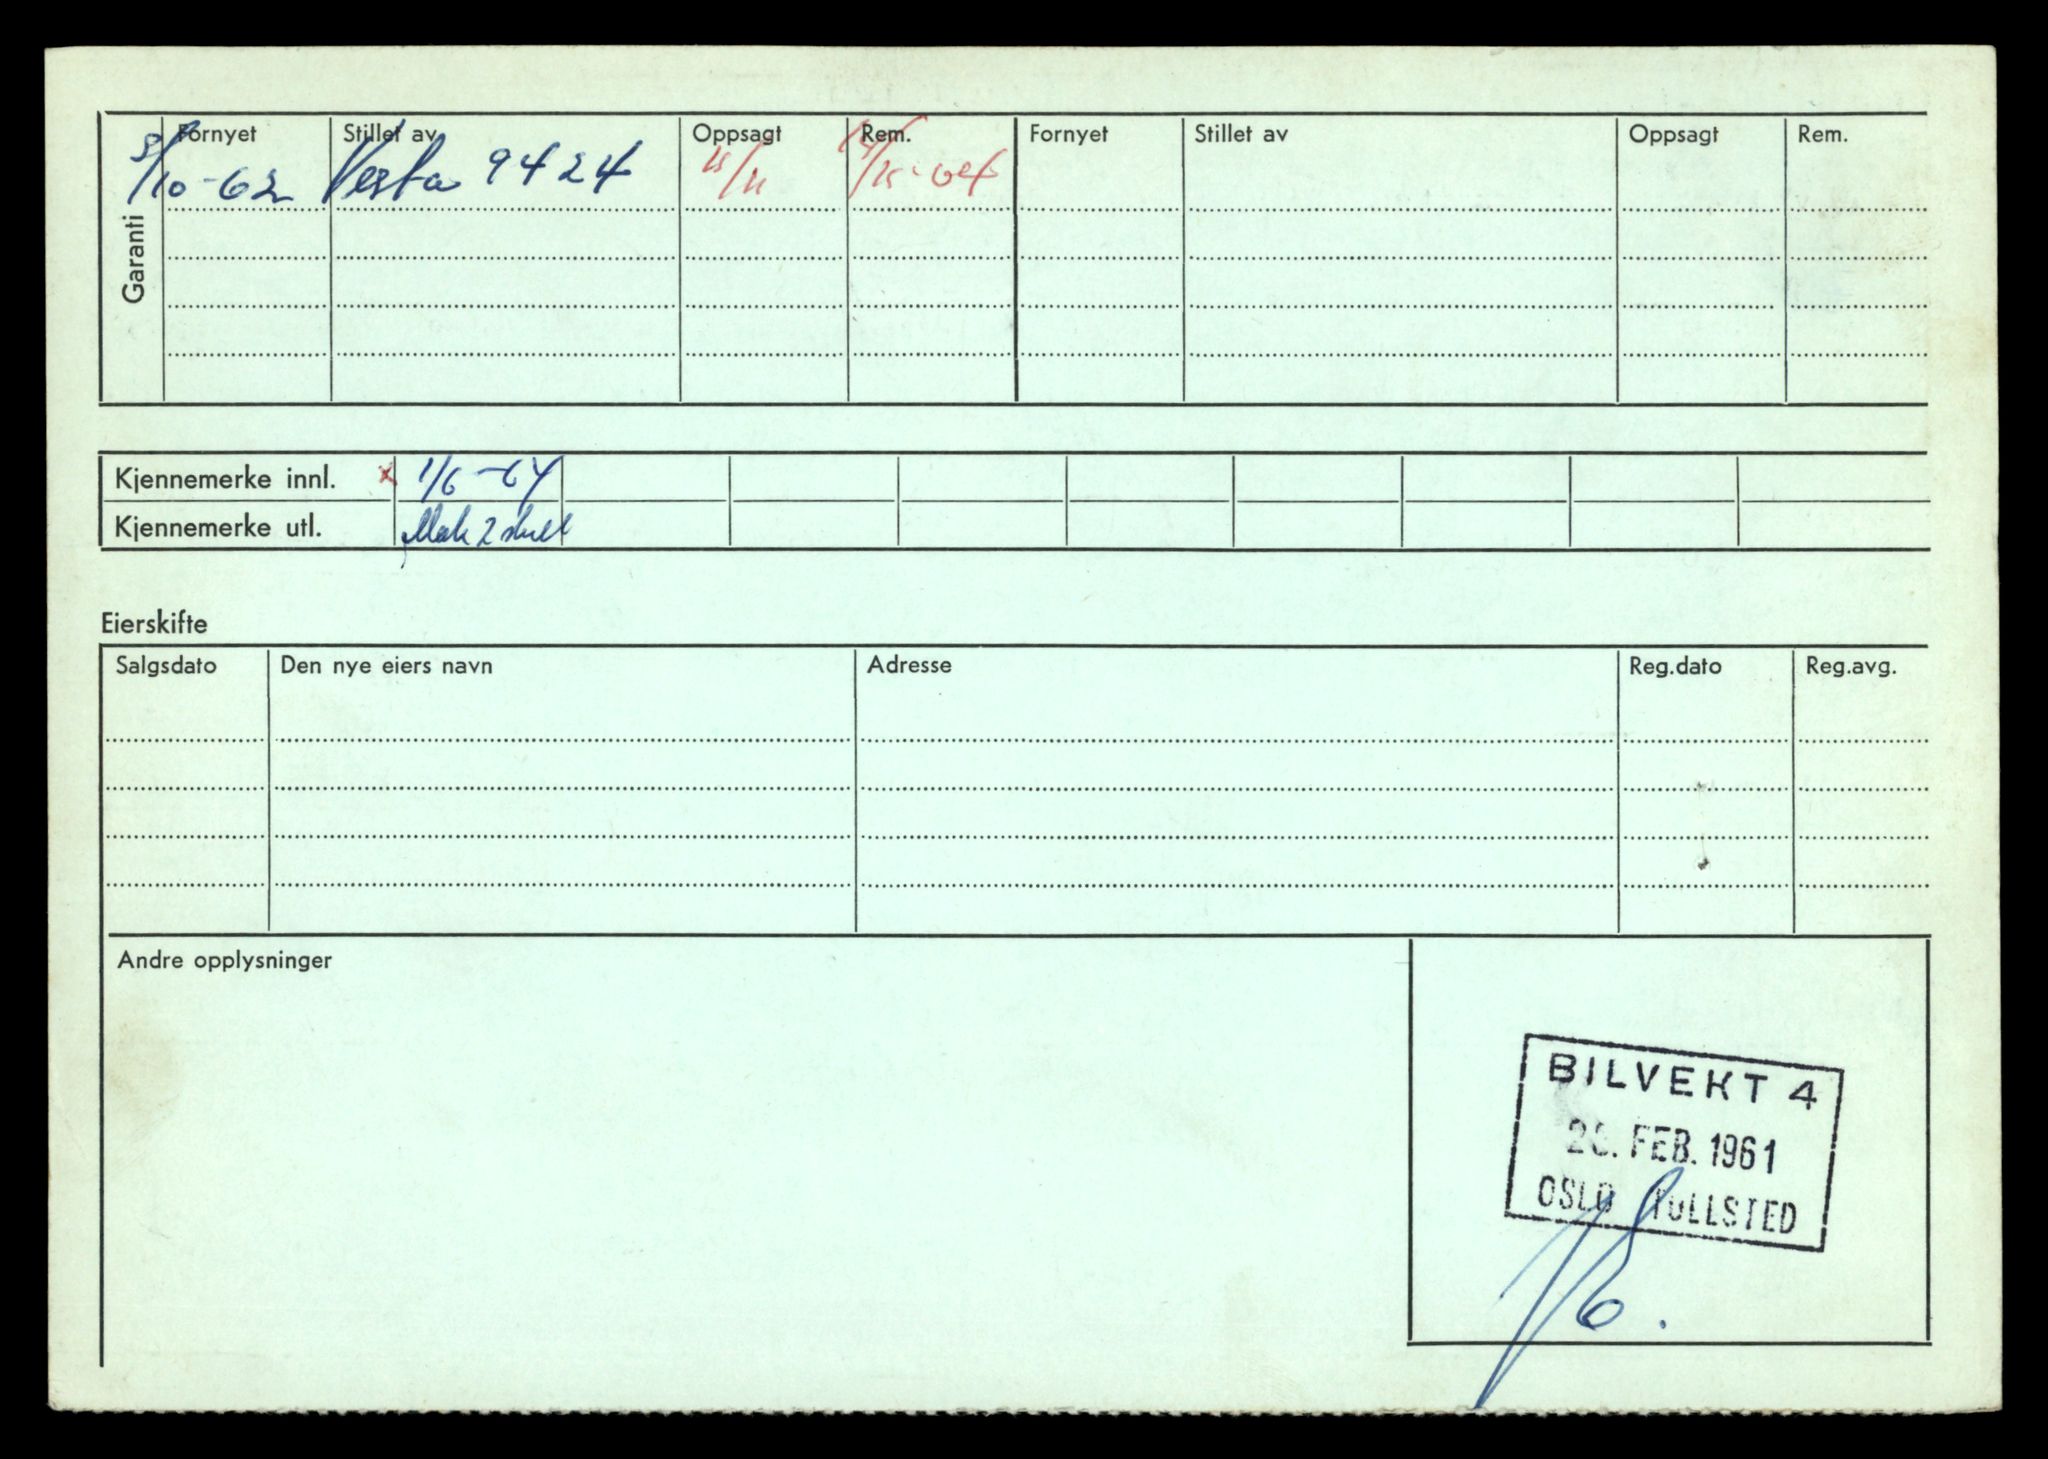 Garanti
Fornyet Stillet av Oppsagt Rem. Fornyet Stillet av Oppsagt Rem.
8/10-62 Vesta 9424
Kjennemerke innl. x 1/6-64
Kjennemerke utl.
Eierskifte
Salgsdato Den nye eiers navn Adresse Reg.dato Reg.avg.
Andre opplysninger
BILVEKT 4
FEB. 1961
OSLO TOLLSTED